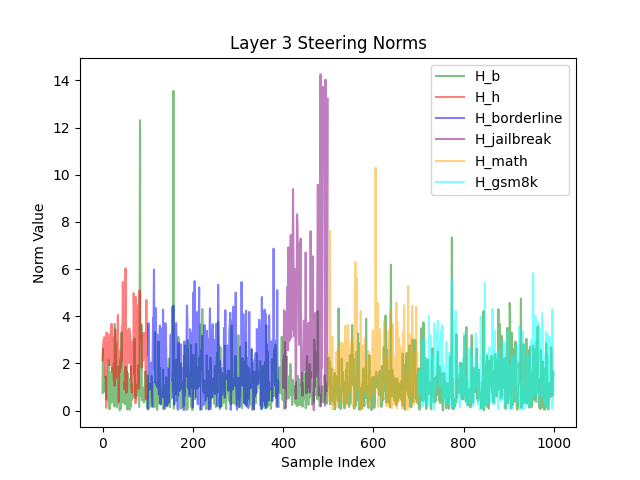 Layer 3 Steering Norms
H_b
H_h
H_borderline
H_jailbreak
H_math
H_gsm8k
Norm Value
14
12
10
8
6
4
2
0
0 200 400 600 800 1000
Sample Index